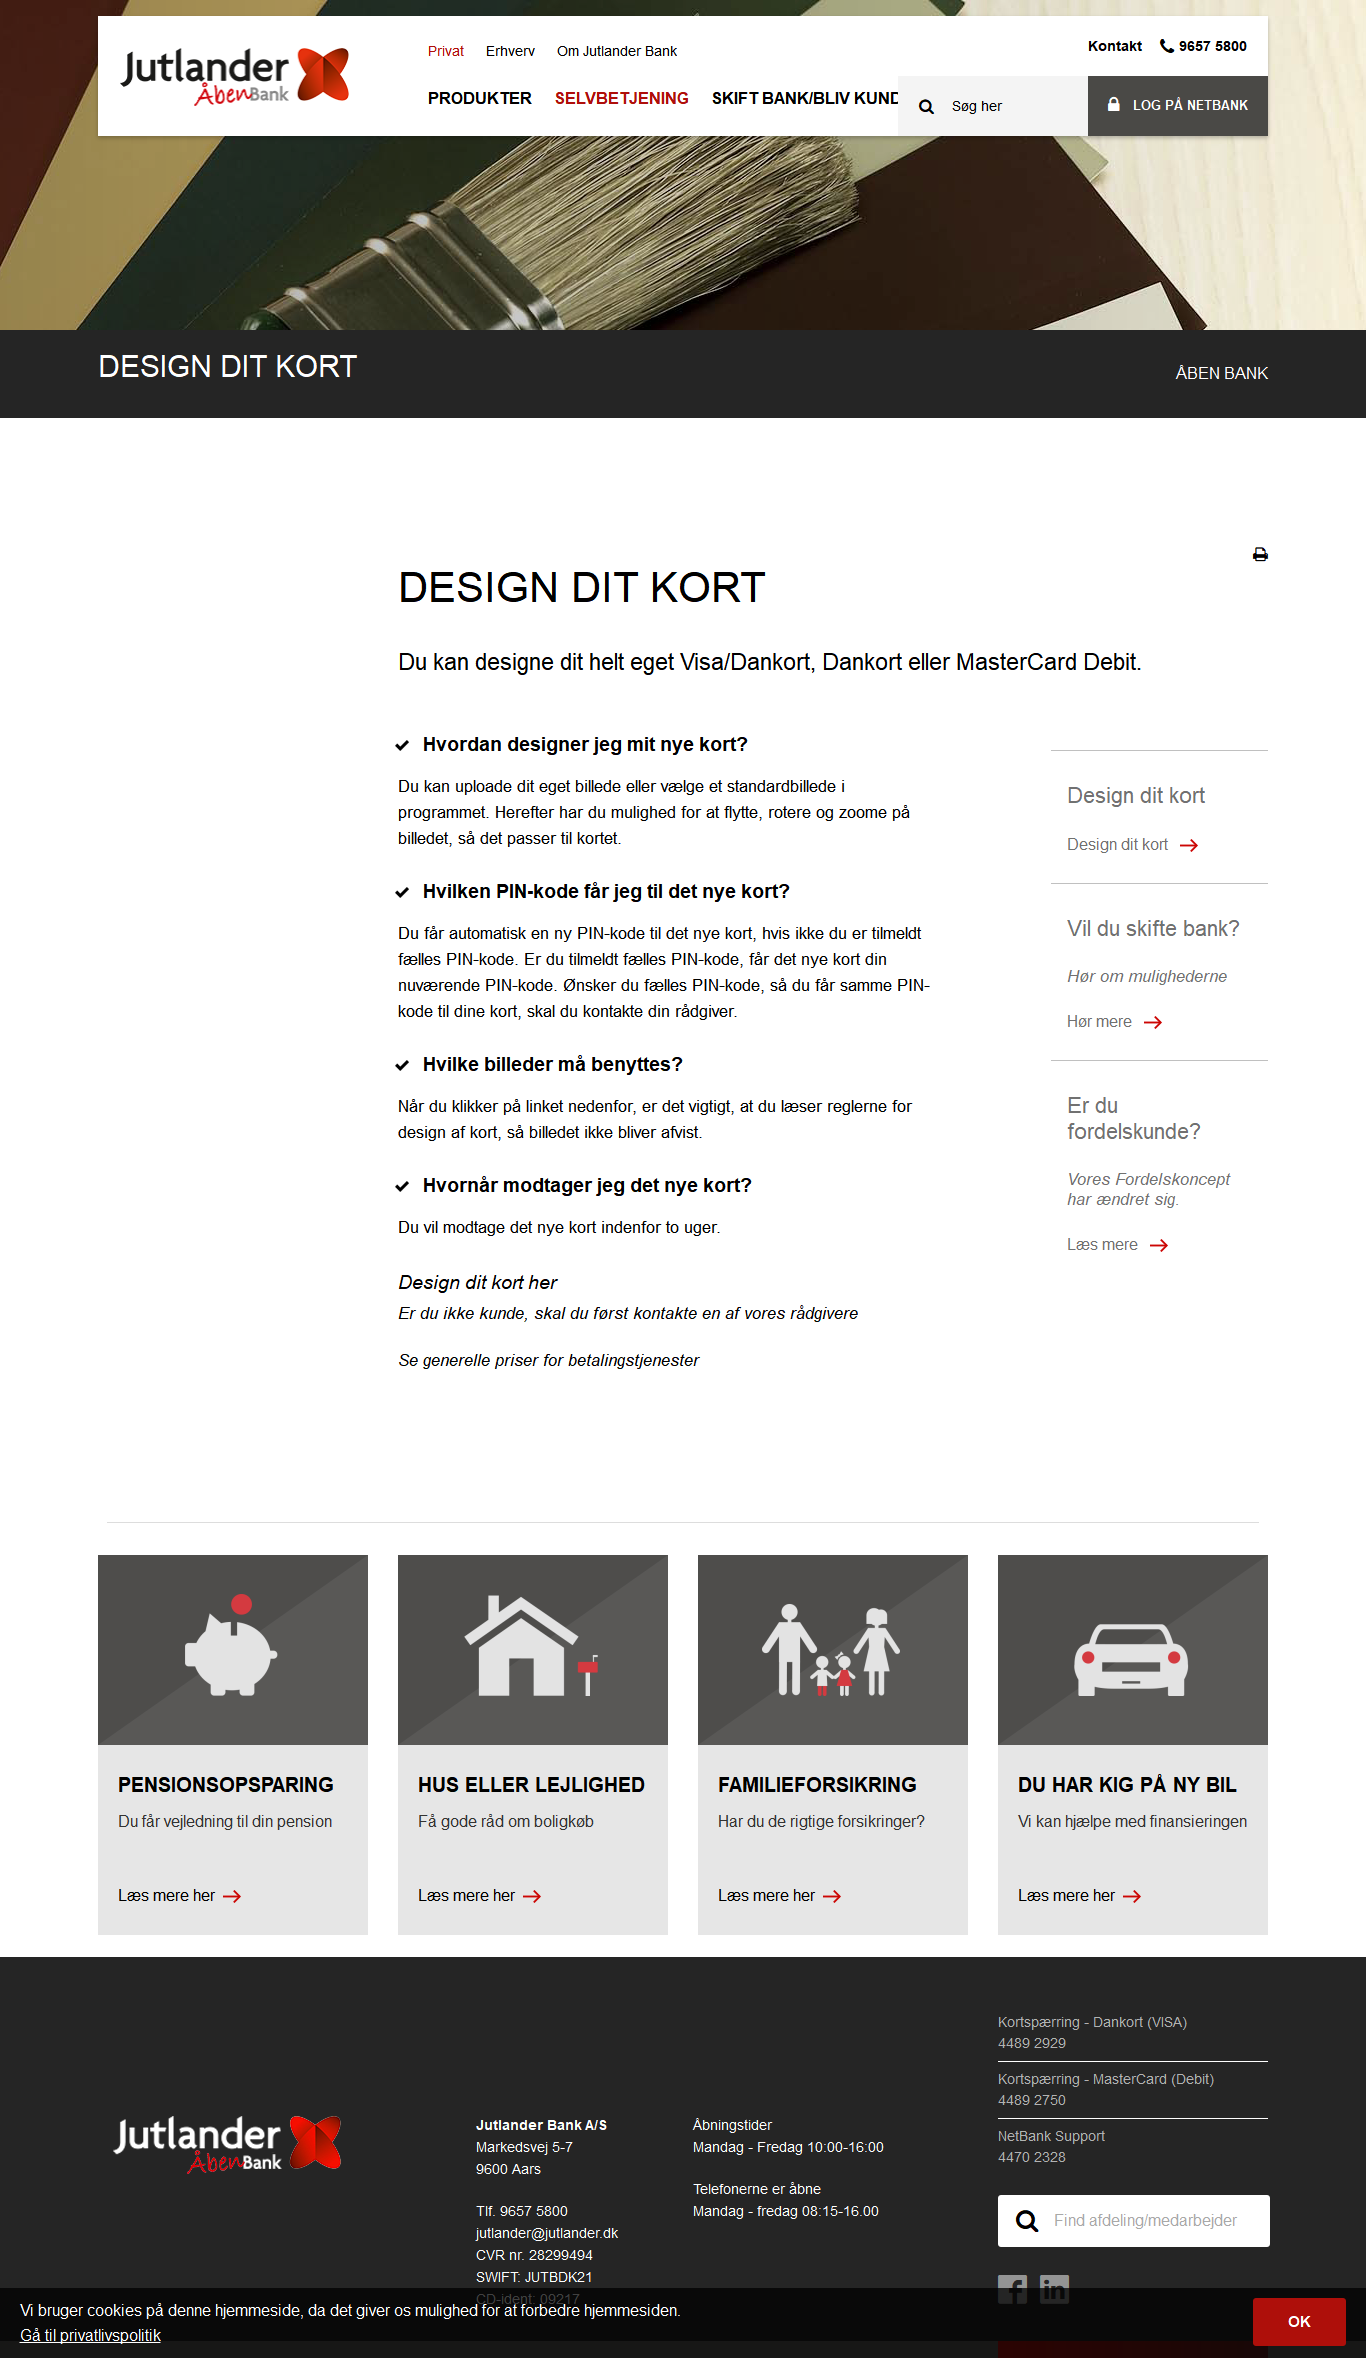 Jutlander
ÅbenBank
Privat Erhverv Om Jutlander Bank
Kontakt 9657 5800
PRODUKTER SELVBETJENING SKIFT BANK/BLIV KUND
Søg her
LOG PÅ NETBANK
DESIGN DIT KORT
ÅBEN BANK
DESIGN DIT KORT
Du kan designe dit helt eget Visa/Dankort, Dankort eller MasterCard Debit.
Hvordan designer jeg mit nye kort?
Du kan uploade dit eget billede eller vælge et standardbillede i
programmet. Herefter har du mulighed for at flytte, rotere og zoome på
billedet, så det passer til kortet.
Hvilken PIN-kode får jeg til det nye kort?
Du får automatisk en ny PIN-kode til det nye kort, hvis ikke du er tilmeldt
fælles PIN-kode. Er du tilmeldt fælles PIN-kode, får det nye kort din
nuværende PIN-kode. Ønsker du fælles PIN-kode, så du får samme PIN-
kode til dine kort, skal du kontakte din rådgiver.
Hvilke billeder må benyttes?
Når du klikker på linket nedenfor, er det vigtigt, at du læser reglerne for
design af kort, så billedet ikke bliver afvist.
Hvornår modtager jeg det nye kort?
Du vil modtage det nye kort indenfor to uger.
Design dit kort her
Er du ikke kunde, skal du først kontakte en af vores rådgivere
Se generelle priser for betalingstjenester
Design dit kort
Design dit kort
Vil du skifte bank?
Hør om mulighederne
Hør mere
Er du
fordelskunde?
Vores Fordelskoncept
har ændret sig.
Læs mere
PENSIONSOPSPARING
Du får vejledning til din pension
Læs mere her
HUS ELLER LEJLIGHED
Få gode råd om boligkøb
Læs mere her
FAMILIEFORSIKRING
Har du de rigtige forsikringer?
Læs mere her
DU HAR KIG PÅ NY BIL
Vi kan hjælpe med finansieringen
Læs mere her
Jutlander
ÅbenBank
Jutlander Bank A/S
Markedsvej 5-7
9600 Aars
Tlf. 9657 5800
jutlander@jutlander.dk
CVR nr. 28299494
SWIFT: JUTBDK21
CD-ident: 09217
Åbningstider
Mandag - Fredag 10:00-16:00
Telefonerne er åbne
Mandag - fredag 08:15-16.00
Kortspærring - Dankort (VISA)
4489 2929
Kortspærring - MasterCard (Debit)
4489 2750
NetBank Support
4470 2328
Find afdeling/medarbejder
Vi bruger cookies på denne hjemmeside, da det giver os mulighed for at forbedre hjemmesiden.
Gå til privatlivspolitik
OK